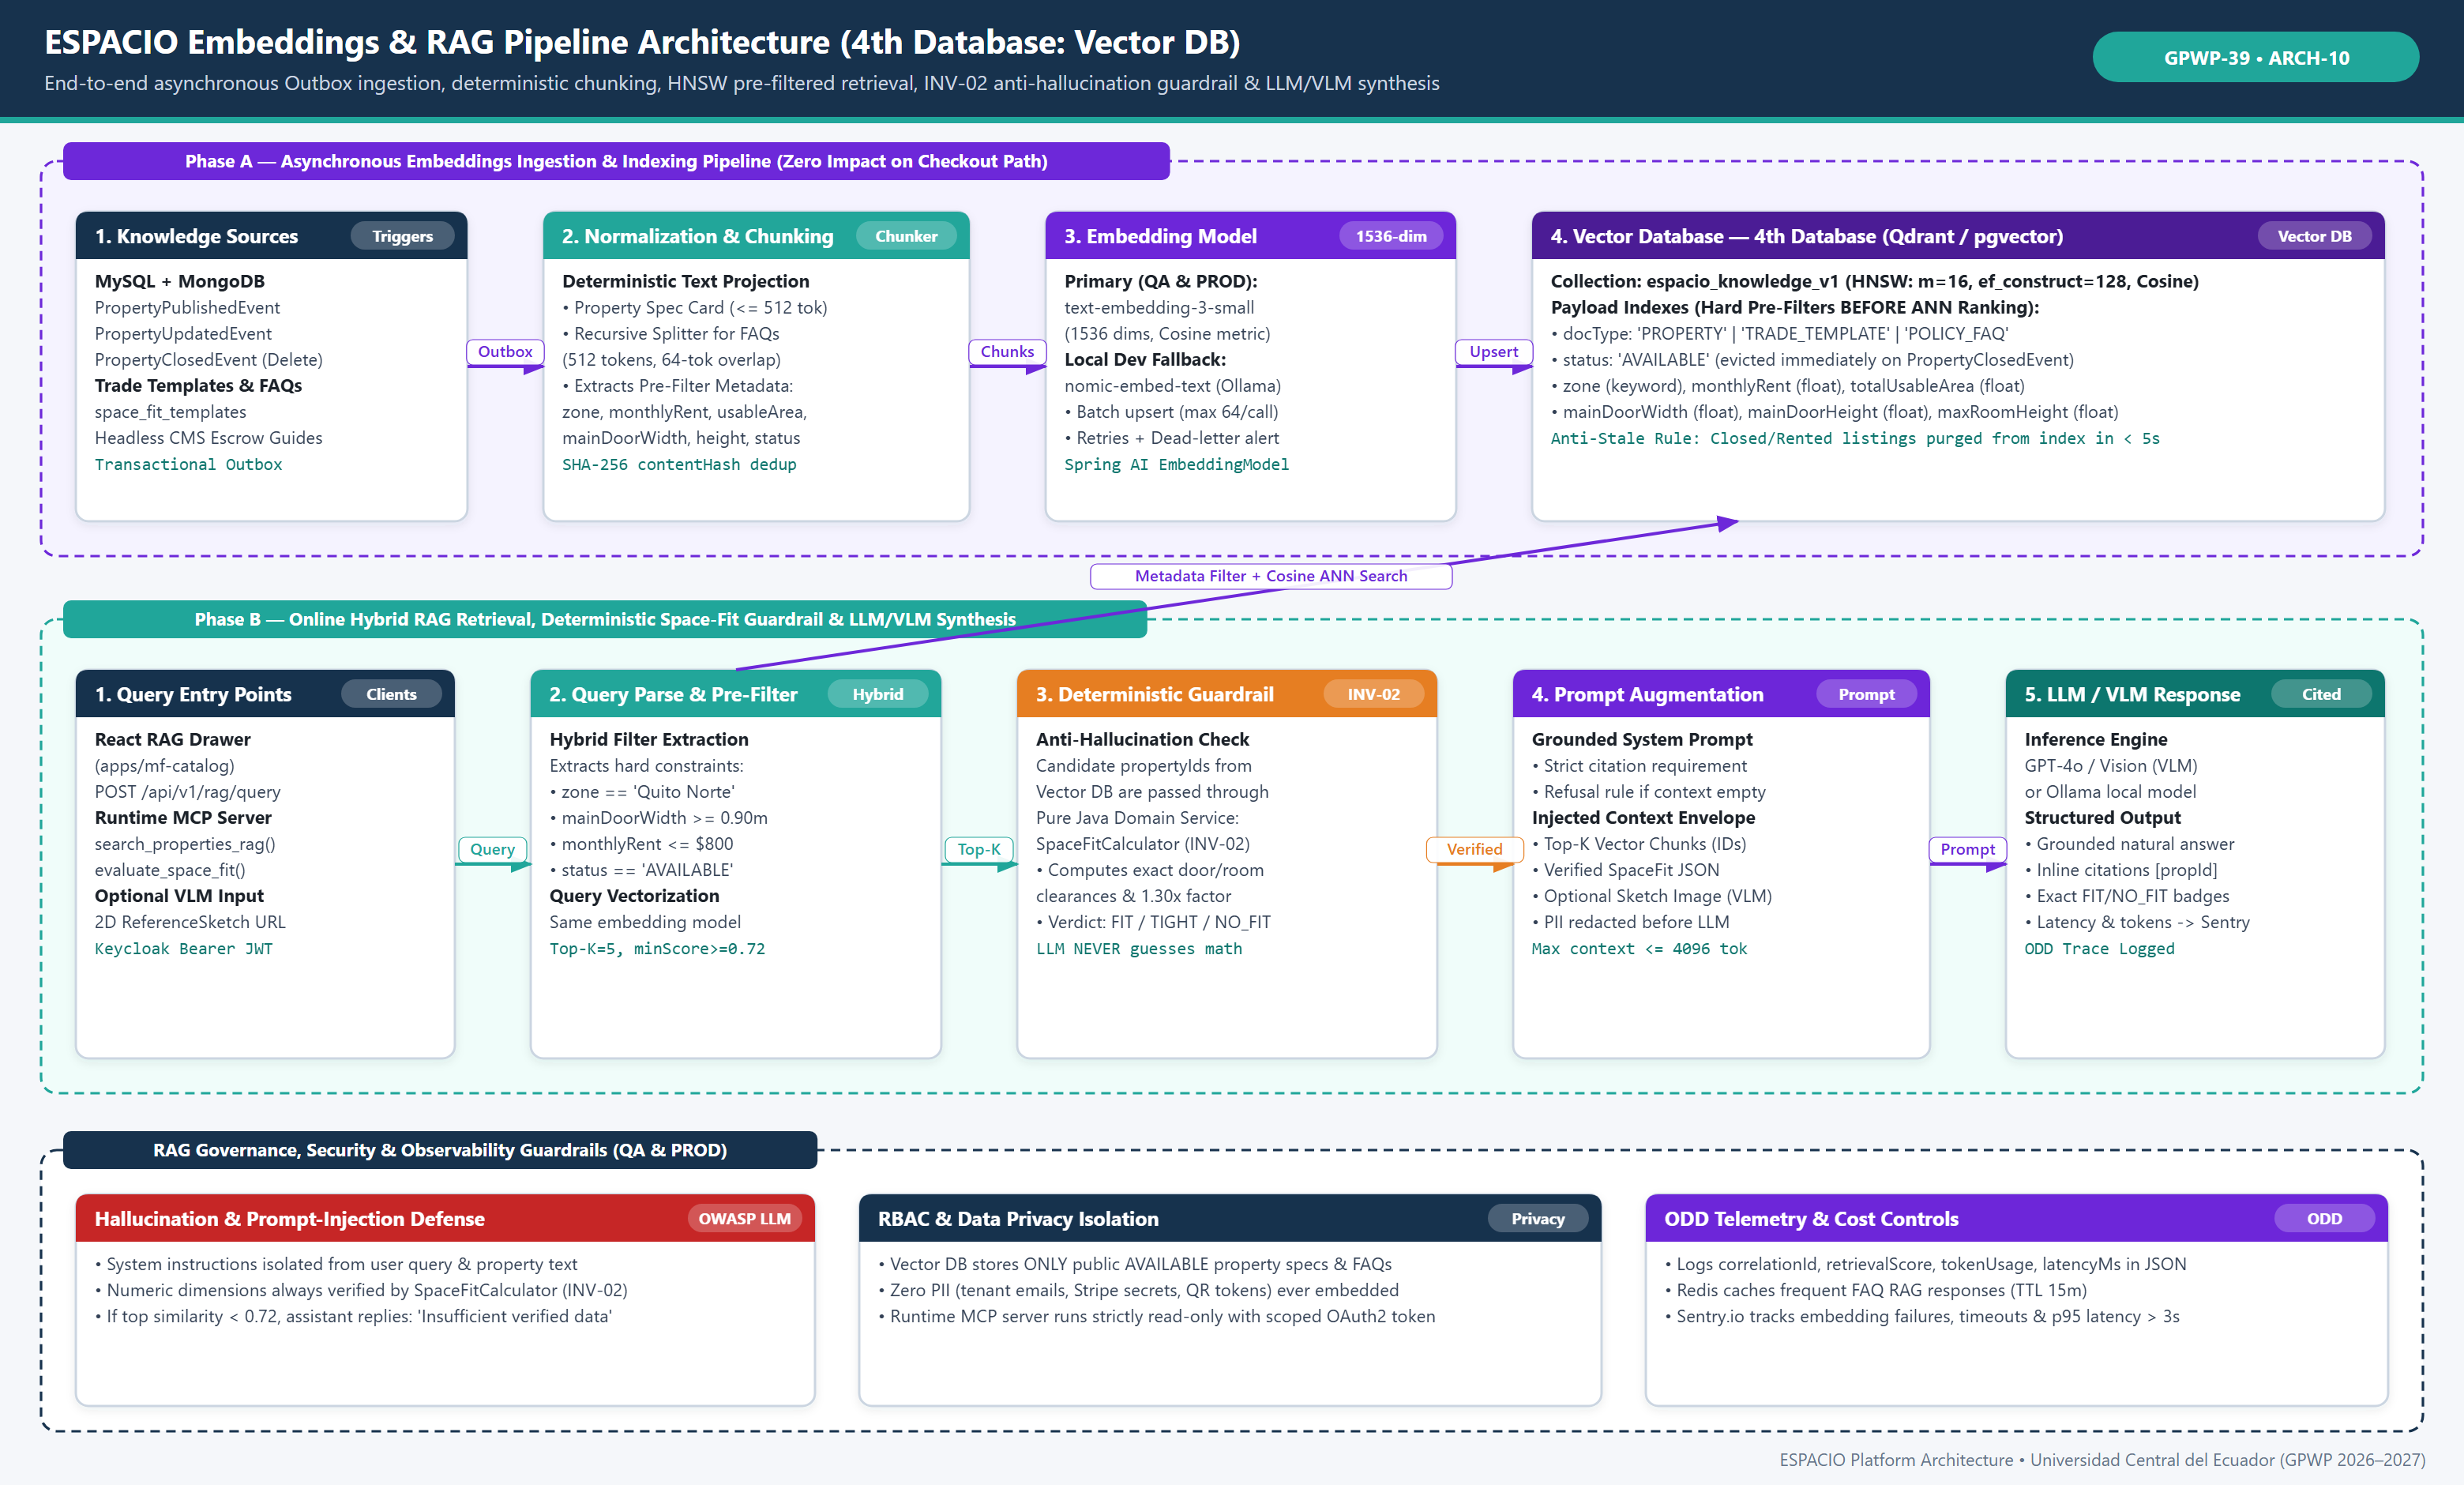 ESPACIO Embeddings & RAG Pipeline Architecture (4th Database: Vector DB)
End-to-end asynchronous Outbox ingestion, deterministic chunking, HNSW pre-filtered retrieval, INV-02 anti-hallucination guardrail & LLM/VLM synthesis
GPWP-39 • ARCH-10
Phase A — Asynchronous Embeddings Ingestion & Indexing Pipeline (Zero Impact on Checkout Path)
1. Knowledge Sources
Triggers
MySQL + MongoDB
PropertyPublishedEvent
PropertyUpdatedEvent
PropertyClosedEvent (Delete)
Trade Templates & FAQs
space_fit_templates
Headless CMS Escrow Guides
Transactional Outbox
Outbox
2. Normalization & Chunking
Chunker
Deterministic Text Projection
• Property Spec Card (<= 512 tok)
• Recursive Splitter for FAQs
(512 tokens, 64-tok overlap)
• Extracts Pre-Filter Metadata:
zone, monthlyRent, usableArea,
mainDoorWidth, height, status
SHA-256 contentHash dedup
Chunks
3. Embedding Model
1536-dim
Primary (QA & PROD):
text-embedding-3-small
(1536 dims, Cosine metric)
Local Dev Fallback:
nomic-embed-text (Ollama)
• Batch upsert (max 64/call)
• Retries + Dead-letter alert
Spring AI EmbeddingModel
Upsert
4. Vector Database — 4th Database (Qdrant / pgvector)
Vector DB
Collection: espacio_knowledge_v1 (HNSW: m=16, ef_construct=128, Cosine)
Payload Indexes (Hard Pre-Filters BEFORE ANN Ranking):
• docType: 'PROPERTY' | 'TRADE_TEMPLATE' | 'POLICY_FAQ'
• status: 'AVAILABLE' (evicted immediately on PropertyClosedEvent)
• zone (keyword), monthlyRent (float), totalUsableArea (float)
• mainDoorWidth (float), mainDoorHeight (float), maxRoomHeight (float)
Anti-Stale Rule: Closed/Rented listings purged from index in < 5s
Metadata Filter + Cosine ANN Search
Phase B — Online Hybrid RAG Retrieval, Deterministic Space-Fit Guardrail & LLM/VLM Synthesis
1. Query Entry Points
Clients
React RAG Drawer
(apps/mf-catalog)
POST /api/v1/rag/query
Runtime MCP Server
search_properties_rag()
evaluate_space_fit()
Optional VLM Input
2D ReferenceSketch URL
Keycloak Bearer JWT
Query
2. Query Parse & Pre-Filter
Hybrid
Hybrid Filter Extraction
Extracts hard constraints:
• zone == 'Quito Norte'
• mainDoorWidth >= 0.90m
• monthlyRent <= $800
• status == 'AVAILABLE'
Query Vectorization
Same embedding model
Top-K=5, minScore>=0.72
Top-K
3. Deterministic Guardrail
INV-02
Anti-Hallucination Check
Candidate propertyIds from
Vector DB are passed through
Pure Java Domain Service:
SpaceFitCalculator (INV-02)
• Computes exact door/room
clearances & 1.30x factor
• Verdict: FIT / TIGHT / NO_FIT
LLM NEVER guesses math
Verified
4. Prompt Augmentation
Prompt
Grounded System Prompt
• Strict citation requirement
• Refusal rule if context empty
Injected Context Envelope
• Top-K Vector Chunks (IDs)
• Verified SpaceFit JSON
• Optional Sketch Image (VLM)
• PII redacted before LLM
Max context <= 4096 tok
Prompt
5. LLM / VLM Response
Cited
Inference Engine
GPT-4o / Vision (VLM)
or Ollama local model
Structured Output
• Grounded natural answer
• Inline citations [propId]
• Exact FIT/NO_FIT badges
• Latency & tokens -> Sentry
ODD Trace Logged
RAG Governance, Security & Observability Guardrails (QA & PROD)
Hallucination & Prompt-Injection Defense
OWASP LLM
• System instructions isolated from user query & property text
• Numeric dimensions always verified by SpaceFitCalculator (INV-02)
• If top similarity < 0.72, assistant replies: 'Insufficient verified data'
RBAC & Data Privacy Isolation
Privacy
• Vector DB stores ONLY public AVAILABLE property specs & FAQs
• Zero PII (tenant emails, Stripe secrets, QR tokens) ever embedded
• Runtime MCP server runs strictly read-only with scoped OAuth2 token
ODD Telemetry & Cost Controls
ODD
• Logs correlationId, retrievalScore, tokenUsage, latencyMs in JSON
• Redis caches frequent FAQ RAG responses (TTL 15m)
• Sentry.io tracks embedding failures, timeouts & p95 latency > 3s
ESPACIO Platform Architecture • Universidad Central del Ecuador (GPWP 2026–2027)